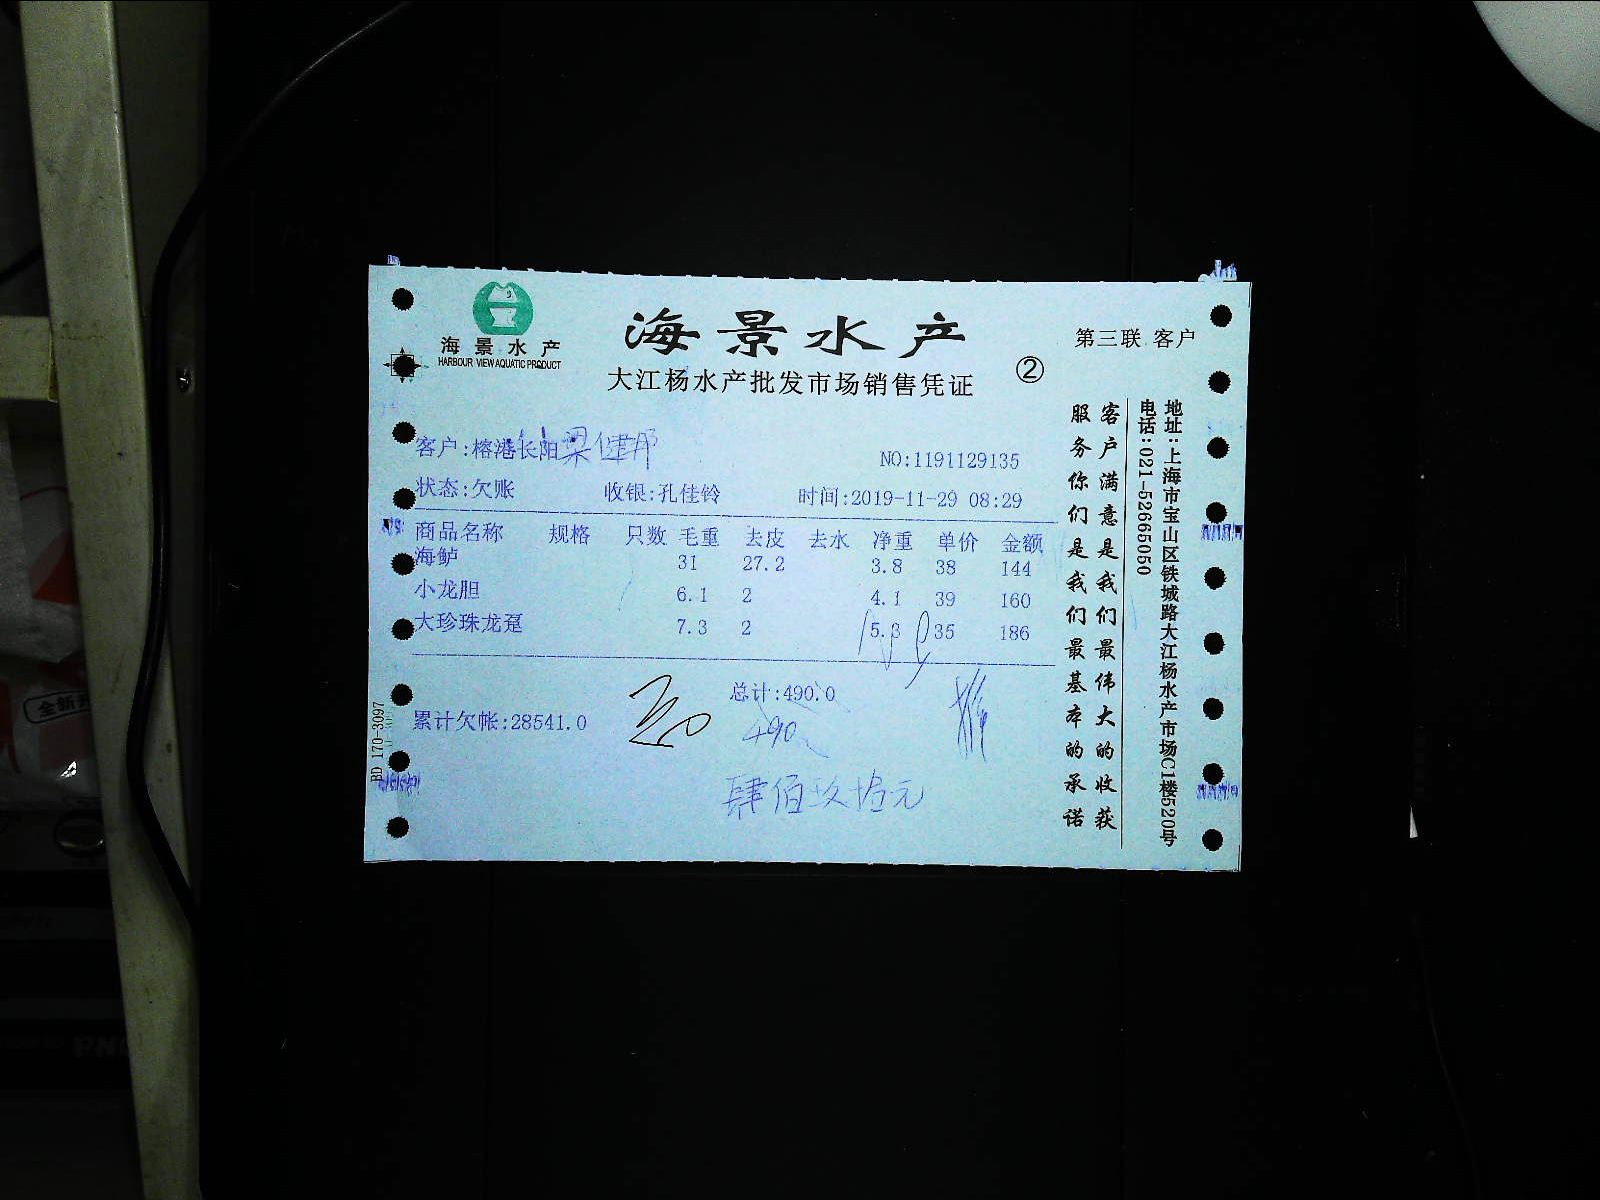 海景水产
HARBOUR VIEW AQUATIC PRODUCT
海景水产
大江杨水产批发市场销售凭证
②
第三联 客户
客户:榕港长阳梁健邦
NO:1191129135
状态:欠账 收银:孔佳铃 时间:2019-11-29 08:29
商品名称 规格 只数 毛重 去皮 去水 净重 单价 金额
海鲈 31 27.2 3.8 38 144
小龙胆 6.1 2 4.1 39 160
大珍珠龙趸 7.3 2 5.3 35 186
总计:490.0
累计欠帐:28541.0
490
肆佰玖拾元
客户满意是我们最伟大的收获
服务你们是我们最基本的承诺
地址:上海市宝山区铁城路大江杨水产市场C1楼520号
电话:021-52665050
BD 170-3097
全新升